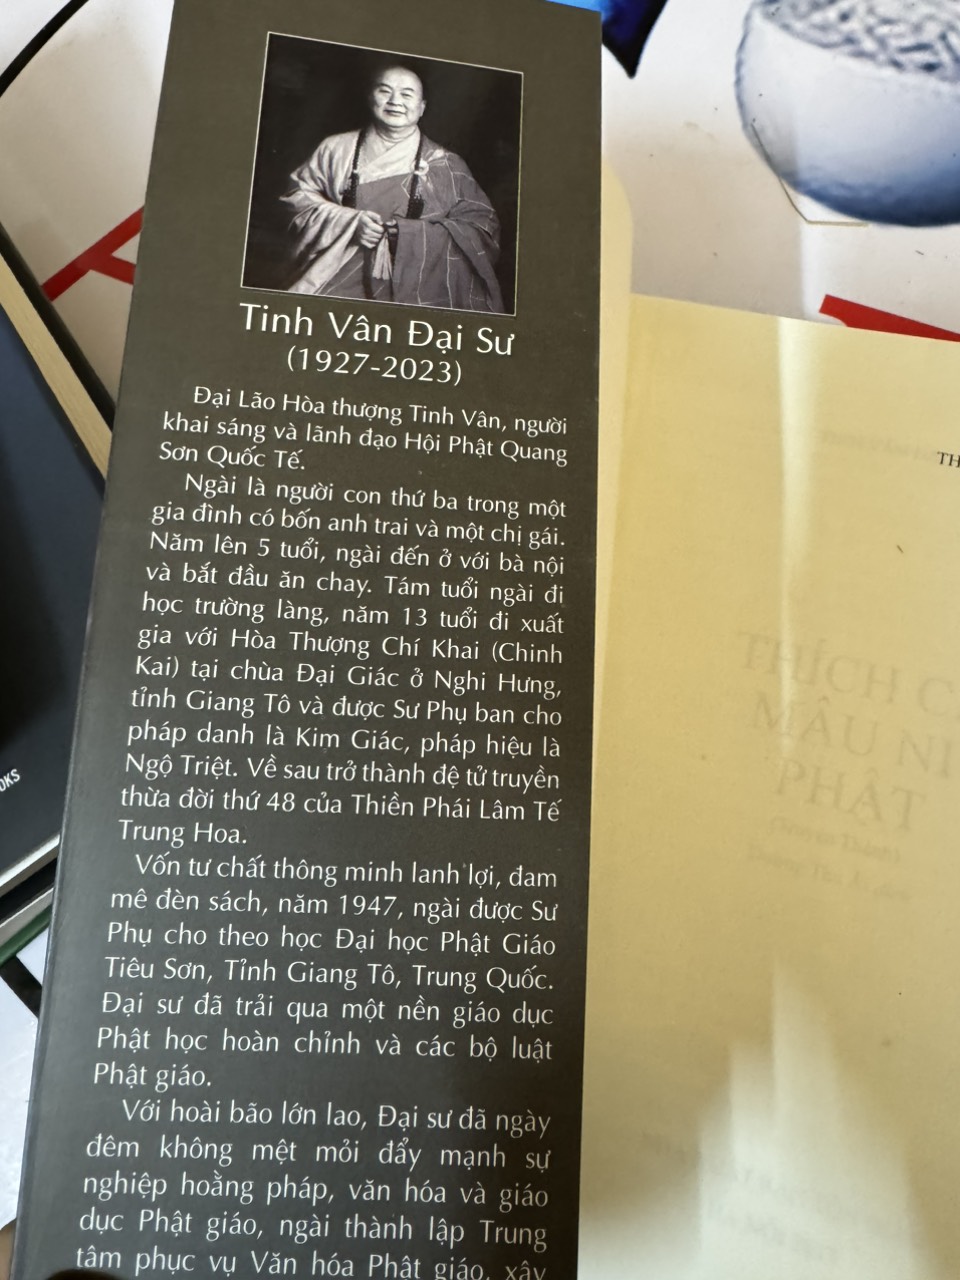 Tinh Vân Đại Sư
(1927-2023)
Đại Lão Hòa thượng Tinh Vân, người
khai sáng và lãnh đạo Hội Phật Quang
Sơn Quốc Tế.
Ngài là người con thứ ba trong một
gia đình có bốn anh trai và một chị gái.
Năm lên 5 tuổi, ngài đến ở với bà nội
và bắt đầu ăn chay. Tám tuổi ngài đi
học trường làng, năm 13 tuổi đi xuất
gia với Hòa Thượng Chí Khai (Chinh
Kai) tại chùa Đại Giác ở Nghi Hưng,
tỉnh Giang Tô và được Sư Phụ ban cho
pháp danh là Kim Giác, pháp hiệu là
Ngộ Triệt. Về sau trở thành đệ tử truyền
thừa đời thứ 48 của Thiền Phái Lâm Tế
Trung Hoa.
Vốn tư chất thông minh lanh lợi, đam
mê đèn sách, năm 1947, ngài được Sư
Phụ cho theo học Đại học Phật Giáo
Tiêu Sơn, Tỉnh Giang Tô, Trung Quốc.
Đại sư đã trải qua một nền giáo dục
Phật học hoàn chỉnh và các bộ luật
Phật giáo.
Với hoài bão lớn lao, Đại sư đã ngày
đêm không mệt mỏi đẩy mạnh sự
nghiệp hoằng pháp, văn hóa và giáo
dục Phật giáo, ngài thành lập Trung
tâm phục vụ Văn hóa Phật giáo, xây
OKS
TH
THÍCH C
MÂU NI
PHẬT